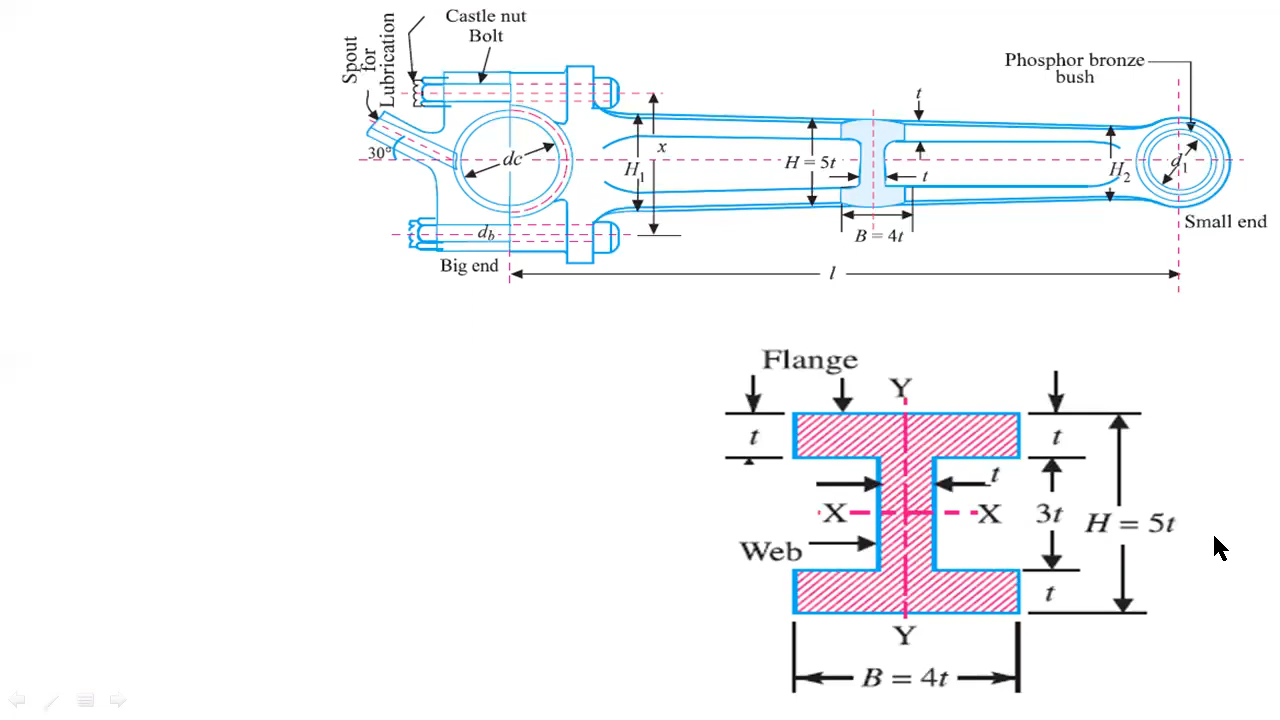 Castle nut
Bolt
Spout
for
Lubrication
30°
dc
x
H1
H = 5t
t
t
B = 4t
H2
d1
Phosphor bronze
bush
Small end
db
Big end
l
Flange
Y
t
t
t
X
X
3t
H = 5t
Web
t
Y
B = 4t